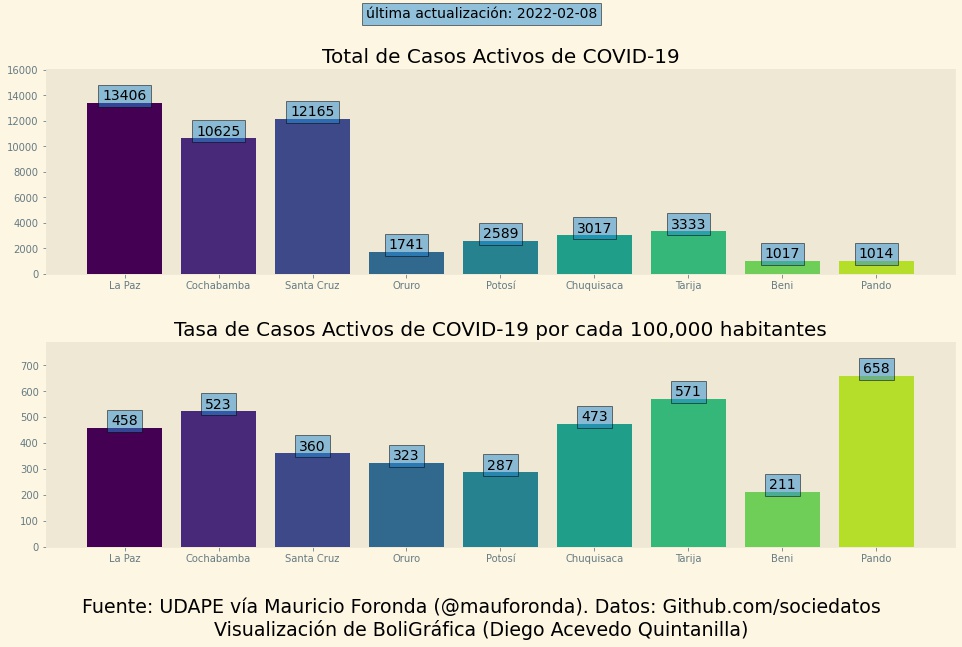 última actualización: 2022-02-08
Total de Casos Activos de COVID-19
16000
14000
12000
10000
8000
6000
4000
2000
0
13406
10625
12165
1741
2589
3017
3333
1017
1014
La Paz
Cochabamba
Santa Cruz
Oruro
Potosí
Chuquisaca
Tarija
Beni
Pando
Tasa de Casos Activos de COVID-19 por cada 100,000 habitantes
700
600
500
400
300
200
100
0
458
523
360
323
287
473
571
211
658
La Paz
Cochabamba
Santa Cruz
Oruro
Potosí
Chuquisaca
Tarija
Beni
Pando
Fuente: UDAPE vía Mauricio Foronda (@mauforonda). Datos: Github.com/sociedatos
Visualización de BoliGráfica (Diego Acevedo Quintanilla)